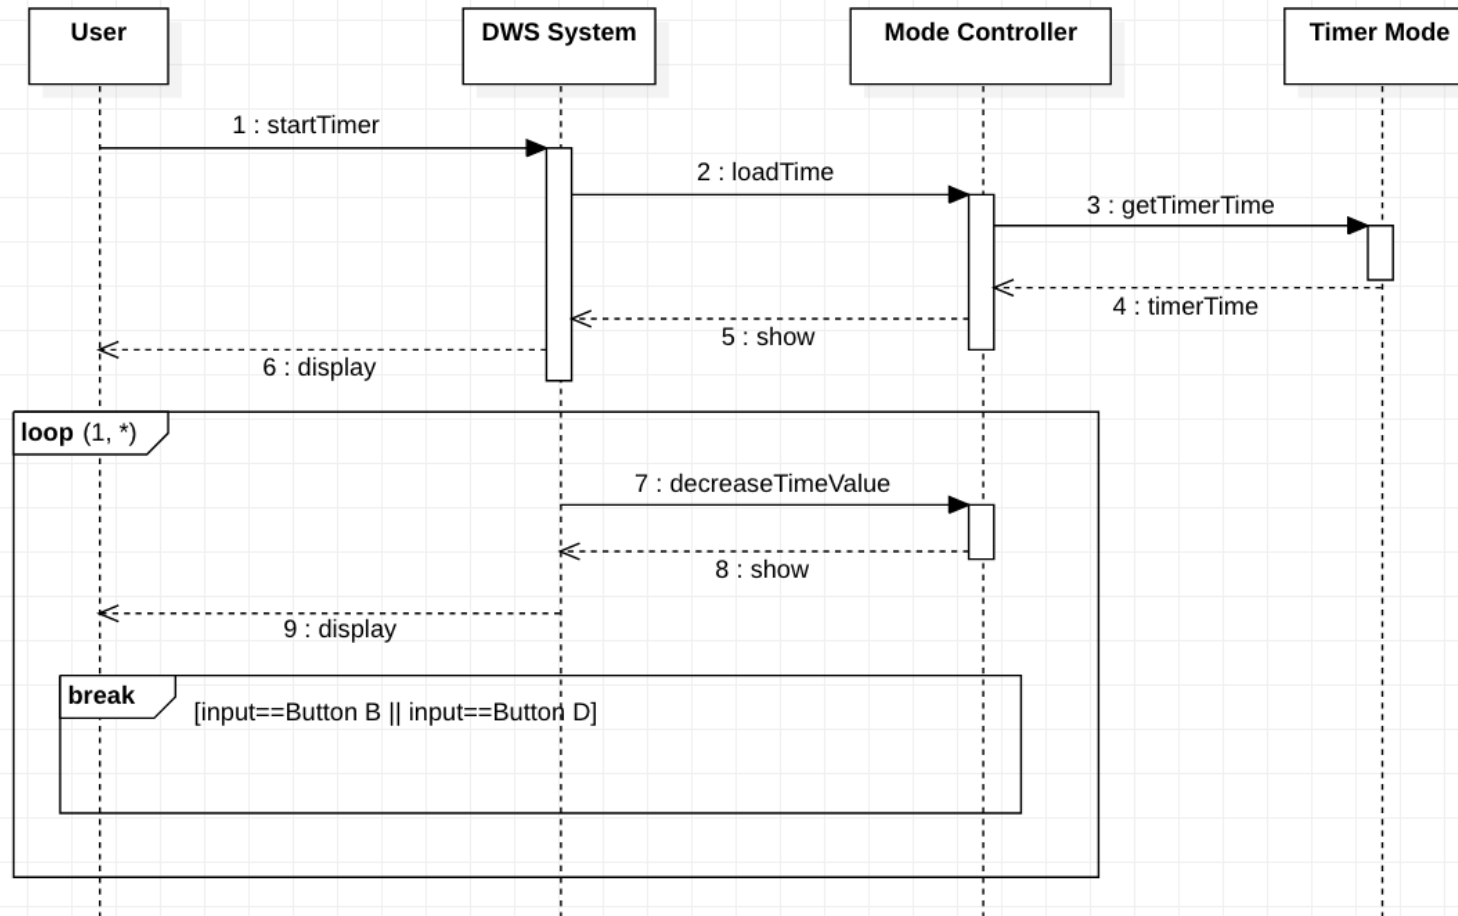 User
DWS System
Mode Controller
Timer Mode
1 : startTimer
2 : loadTime
3 : getTimerTime
4 : timerTime
5 : show
6 : display
loop (1, *)
7 : decreaseTimeValue
8 : show
9 : display
break
[input==Button B || input==Button D]